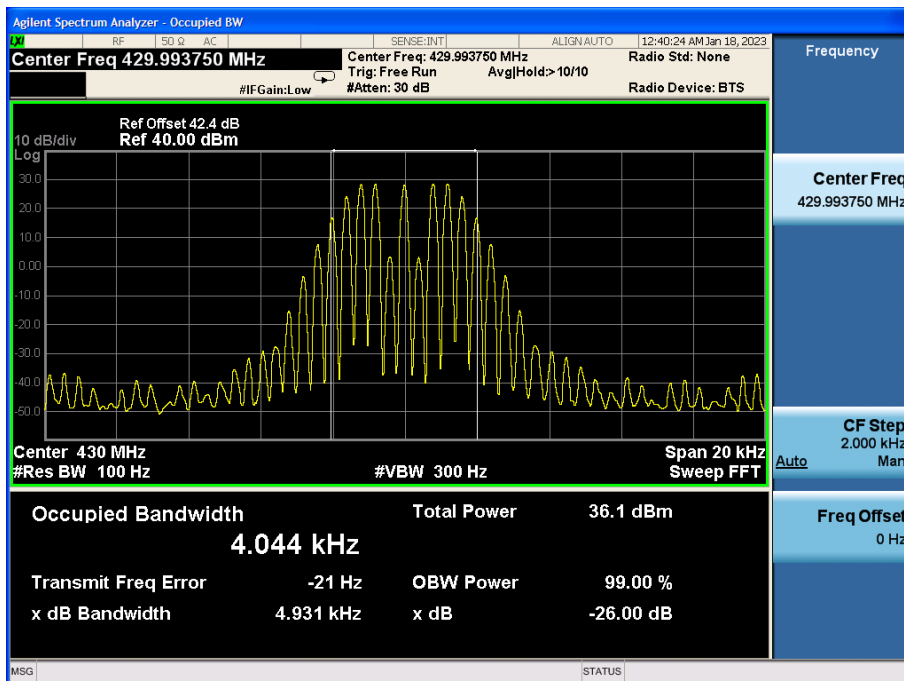 Agilent Spectrum Analyzer - Occupied BW
LXI RF 50 Ω AC SENSE:INT ALIGN AUTO 12:40:24 AM Jan 18, 2023
Center Freq 429.993750 MHz
Center Freq: 429.993750 MHz
Radio Std: None
Trig: Free Run Avg|Hold:>10/10
#IFGain:Low
#Atten: 30 dB
Radio Device: BTS
Ref Offset 42.4 dB
10 dB/div Ref 40.00 dBm
Log
30.0
20.0
10.0
0.00
-10.0
-20.0
-30.0
-40.0
-50.0
Center 430 MHz Span 20 kHz
#Res BW 100 Hz #VBW 300 Hz Sweep FFT
Occupied Bandwidth Total Power 36.1 dBm
4.044 kHz
Transmit Freq Error -21 Hz OBW Power 99.00 %
x dB Bandwidth 4.931 kHz x dB -26.00 dB
MSG STATUS
Frequency
Center Freq
429.993750 MHz
CF Step
2.000 kHz
Auto Man
Freq Offset
0 Hz